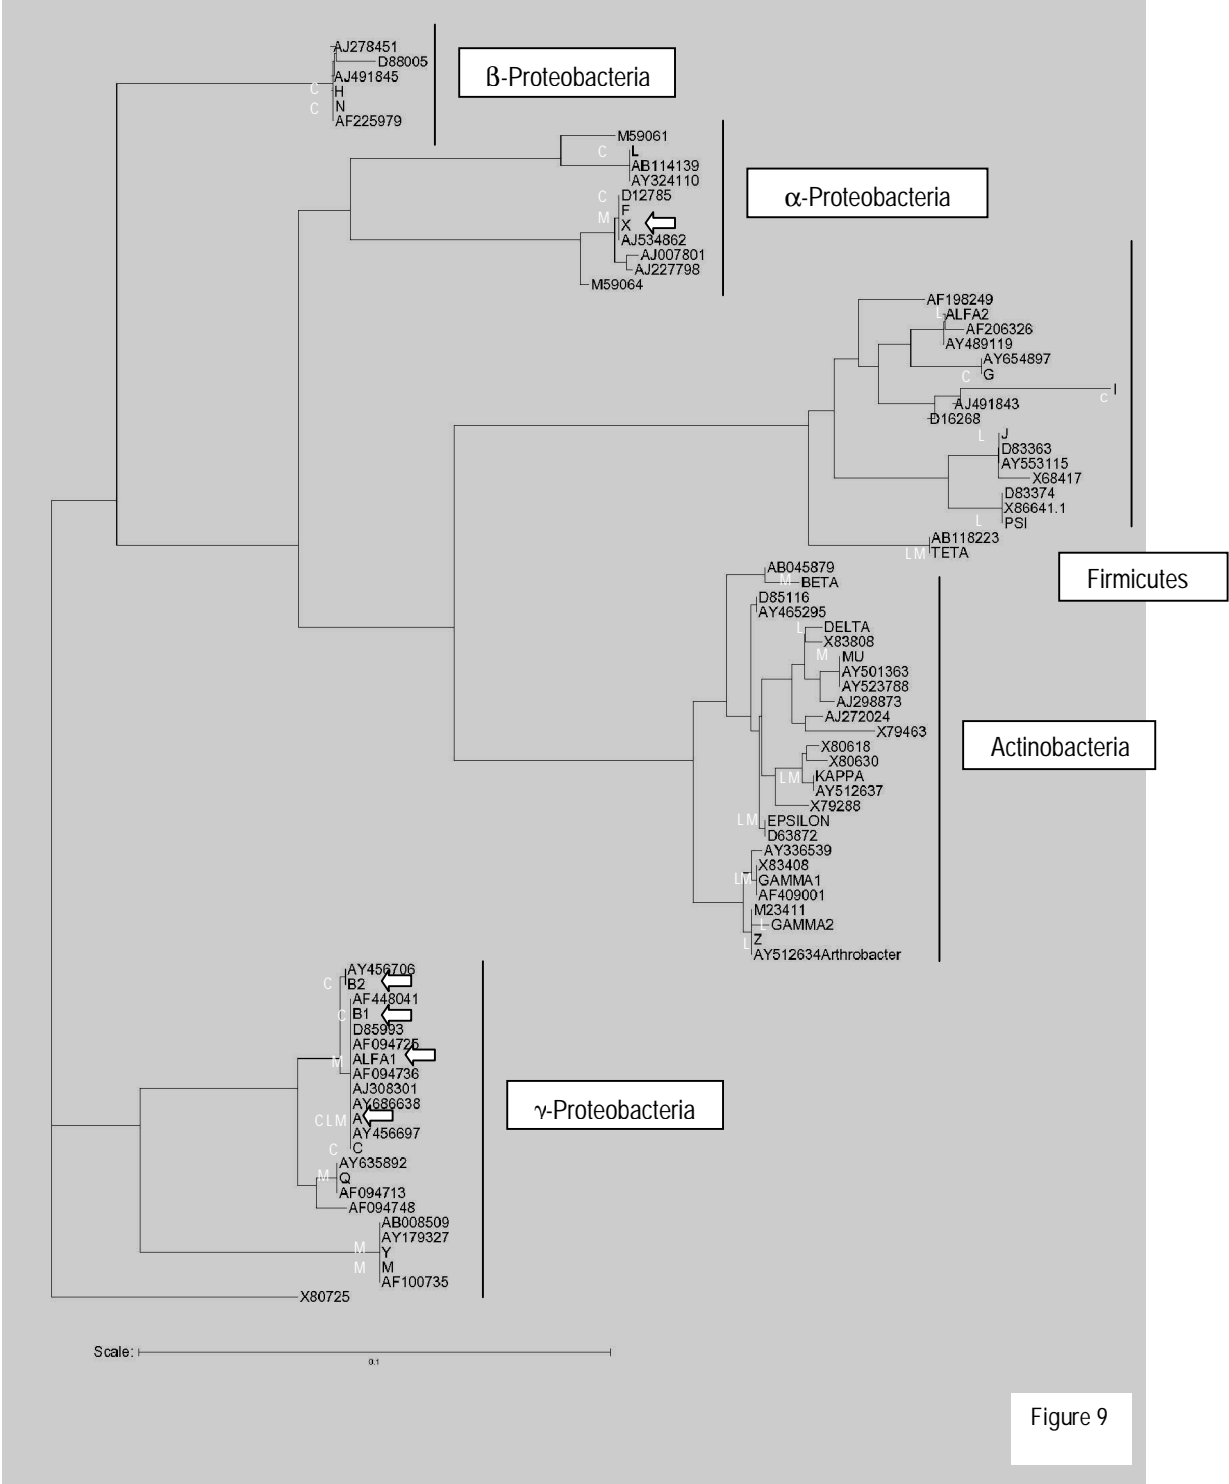 AJ278451
D88005
AJ491845
C H
C N
AF225979
ß-Proteobacteria
M59061
C L
AB114139
AY324110
C D12785
F
M X
AJ534862
AJ007801
AJ227798
M59064
α-Proteobacteria
AF198249
L ALFA2
AF206326
AY489119
AY654897
C G
C I
AJ491843
D16268
L J
D83363
AY553115
X68417
D83374
X86641.1
L PSI
AB118223
LM TETA
Firmicutes
AB045879
M BETA
D85116
AY465295
L DELTA
X83808
M MU
AY501363
AY523788
AJ298873
AJ272024
X79463
X80618
X80630
LM KAPPA
AY512637
X79288
LM EPSILON
D63872
AY336539
X83408
LM GAMMA1
AF409001
M23411
L GAMMA2
L Z
AY512634Arthrobacter
Actinobacteria
AY456706
C B2
AF448041
C B1
D85993
AF094725
M ALFA1
AF094736
AJ308301
AY686638
CLM A
AY456697
C C
AY635892
M Q
AF094713
AF094748
AB008509
AY179327
M Y
M M
AF100735
γ-Proteobacteria
X80725
Scale:
0.1
Figure 9